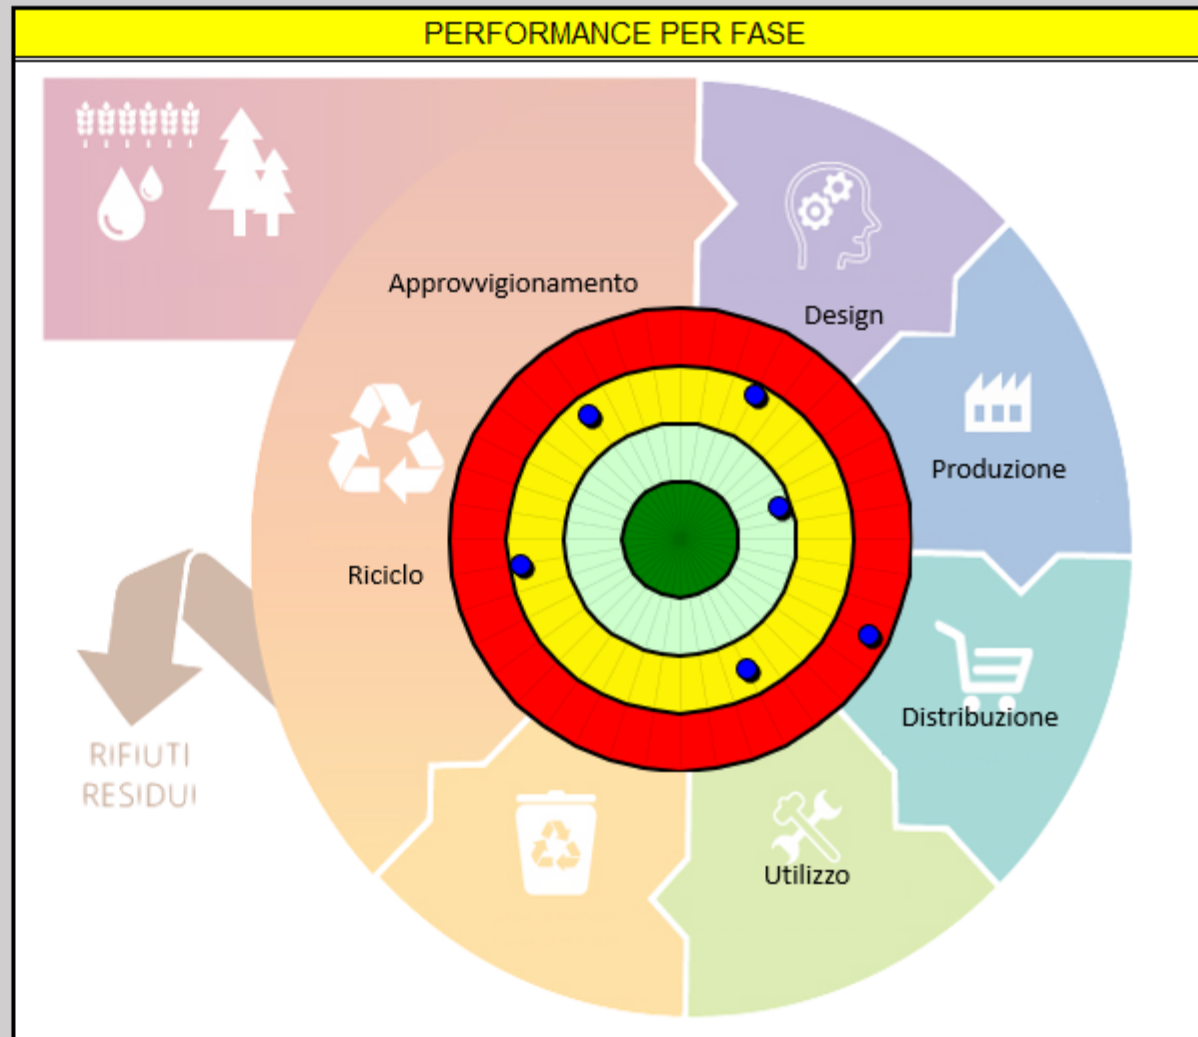 PERFORMANCE PER FASE
Approvvigionamento
Design
Produzione
Riciclo
Distribuzione
RIFIUTI
RESIDUI
Utilizzo